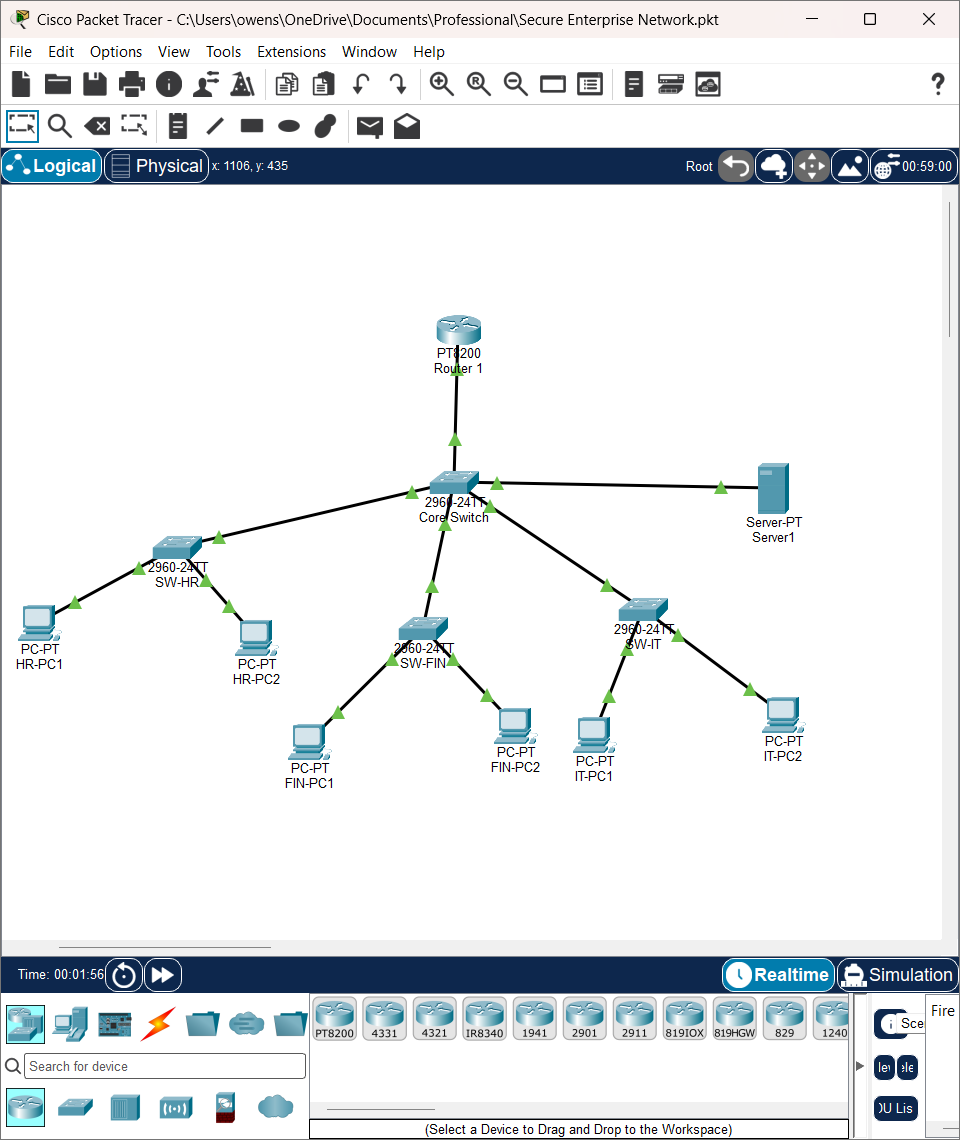 Cisco Packet Tracer - C:\Users\owens\OneDrive\Documents\Professional\Secure Enterprise Network.pkt
File Edit Options View Tools Extensions Window Help
?
Logical Physical x: 1106, y: 435 Root 00:59:00
PT8200
Router 1
2960-24TT
Core Switch
Server-PT
Server1
2960-24TT
SW-HR
PC-PT
HR-PC1
PC-PT
HR-PC2
2960-24TT
SW-FIN
2960-24TT
SW-IT
PC-PT
FIN-PC1
PC-PT
FIN-PC2
PC-PT
IT-PC1
PC-PT
IT-PC2
Time: 00:01:56 Realtime Simulation
PT8200 4331 4321 IR8340 1941 2901 2911 819IOX 819HGW 829 1240
Search for device
(Select a Device to Drag and Drop to the Workspace)
Sce
Fire
OU Lis